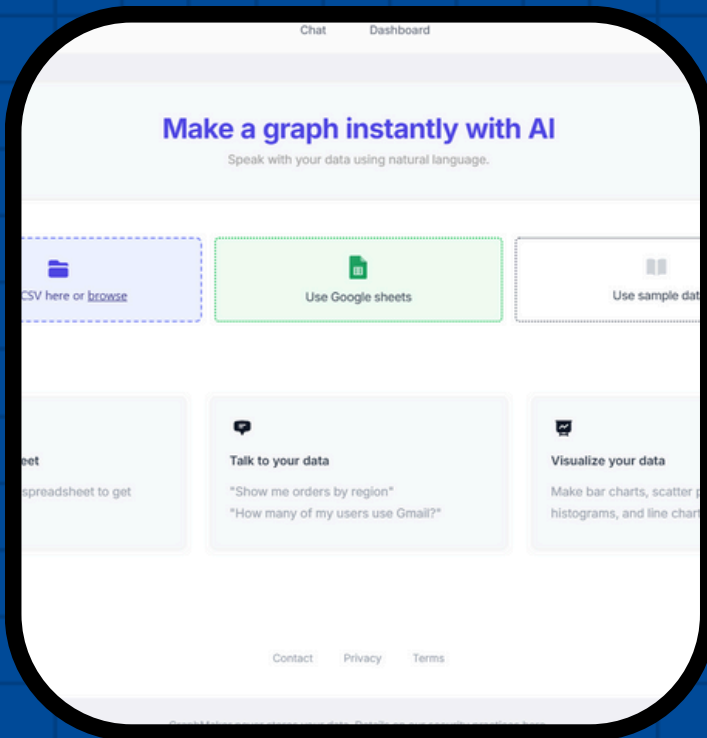 Chat Dashboard
Make a graph instantly with AI
Speak with your data using natural language.
CSV here or browse
Use Google sheets
Use sample dat
eet
spreadsheet to get
Talk to your data
"Show me orders by region"
"How many of my users use Gmail?"
Visualize your data
Make bar charts, scatter p
histograms, and line chart
Contact Privacy Terms